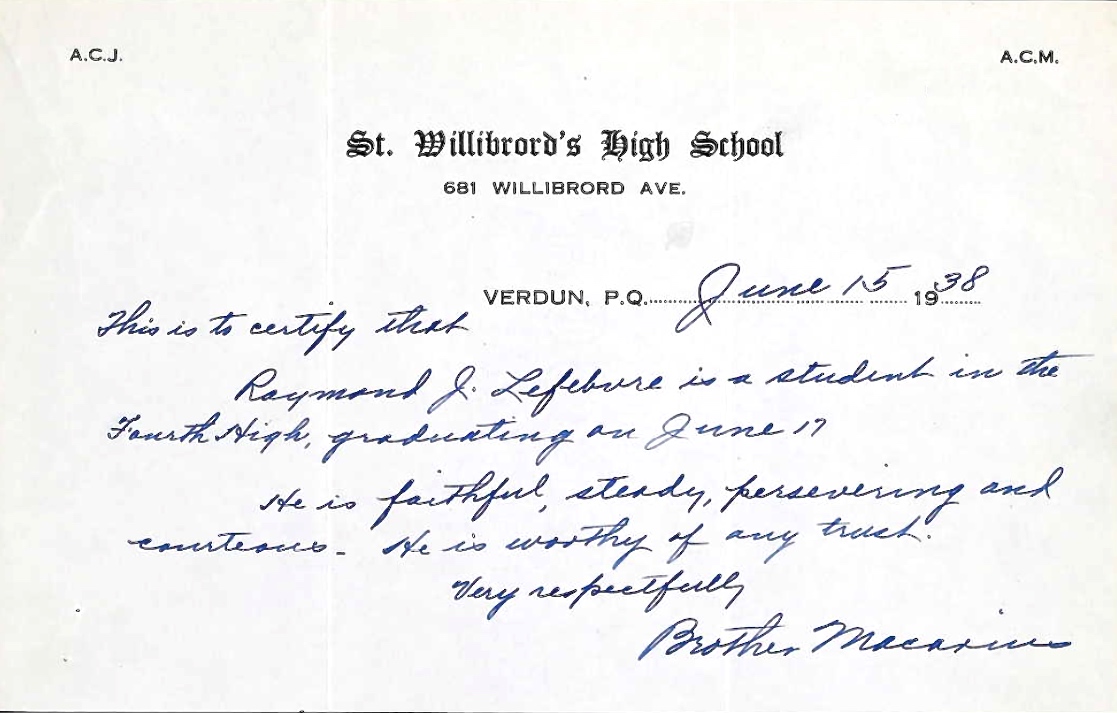 A.C.J. A.C.M.
St. Willibrord's High School
681 WILLIBRORD AVE.
VERDUN, P.Q. June 15 1938
This is to certify that
Raymond J. Lefebvre is a student in the
Fourth High, graduating on June 17
He is faithful, steady, persevering and
courteous - He is worthy of any trust.
Very respectfully
Brother Macarius